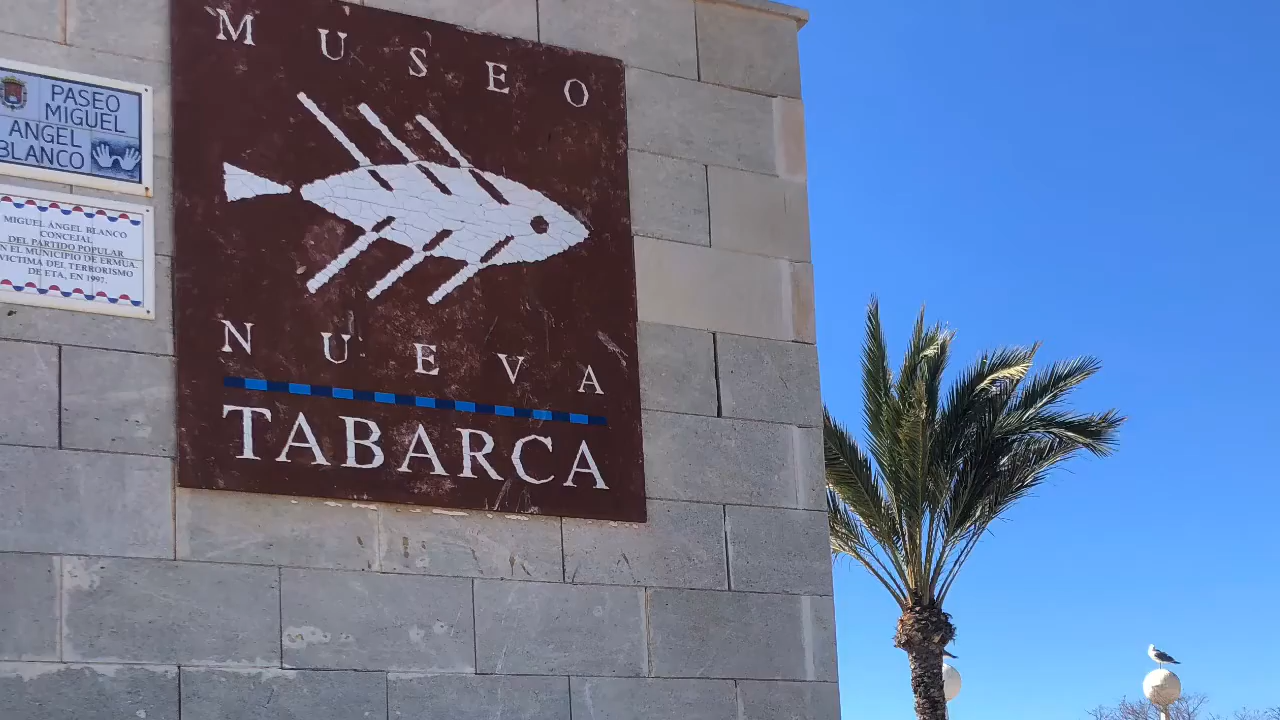 MUSEO
NUEVA
TABARCA
PASEO
MIGUEL
ANGEL
BLANCO
MIGUEL ÁNGEL BLANCO
CONCEJAL
DEL PARTIDO POPULAR
EN EL MUNICIPIO DE ERMUA
VICTIMA DEL TERRORISMO
DE ETA, EN 1997.